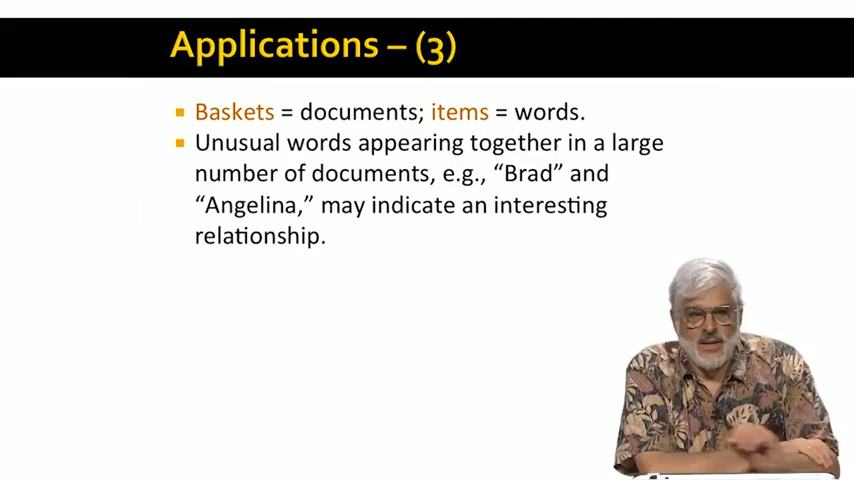 Applications – (3)
Baskets = documents; items = words.
Unusual words appearing together in a large
number of documents, e.g., “Brad” and
“Angelina,” may indicate an interesting
relationship.